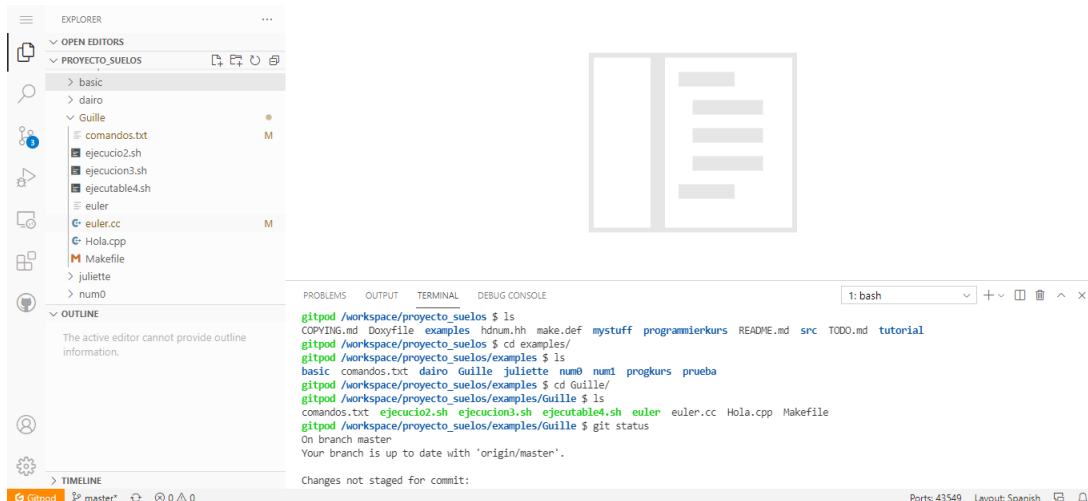 EXPLORER
OPEN EDITORS
PROYECTO_SUELOS
basic
dairo
Guille
comandos.txt M
ejecucio2.sh
ejecucion3.sh
ejecutable4.sh
euler
euler.cc M
Hola.cpp
Makefile
juliette
num0
OUTLINE
The active editor cannot provide outline
information.
TIMELINE
3
PROBLEMS OUTPUT TERMINAL DEBUG CONSOLE 1: bash
gitpod /workspace/proyecto_suelos $ ls
COPYING.md Doxyfile examples hdnum.hh make.def mystuff programmierkurs README.md src TODO.md tutorial
gitpod /workspace/proyecto_suelos $ cd examples/
gitpod /workspace/proyecto_suelos/examples $ ls
basic comandos.txt dairo Guille juliette num0 num1 progkurs prueba
gitpod /workspace/proyecto_suelos/examples $ cd Guille/
gitpod /workspace/proyecto_suelos/examples/Guille $ ls
comandos.txt ejecucio2.sh ejecucion3.sh ejecutable4.sh euler euler.cc Hola.cpp Makefile
gitpod /workspace/proyecto_suelos/examples/Guille $ git status
On branch master
Your branch is up to date with 'origin/master'.
Changes not staged for commit:
Gitpod master* 0 0 Ports: 43549 Layout: Spanish